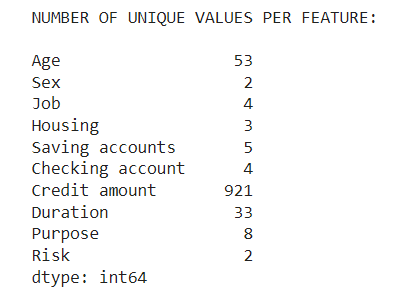 NUMBER OF UNIQUE VALUES PER FEATURE:
Age 53
Sex 2
Job 4
Housing 3
Saving accounts 5
Checking account 4
Credit amount 921
Duration 33
Purpose 8
Risk 2
dtype: int64